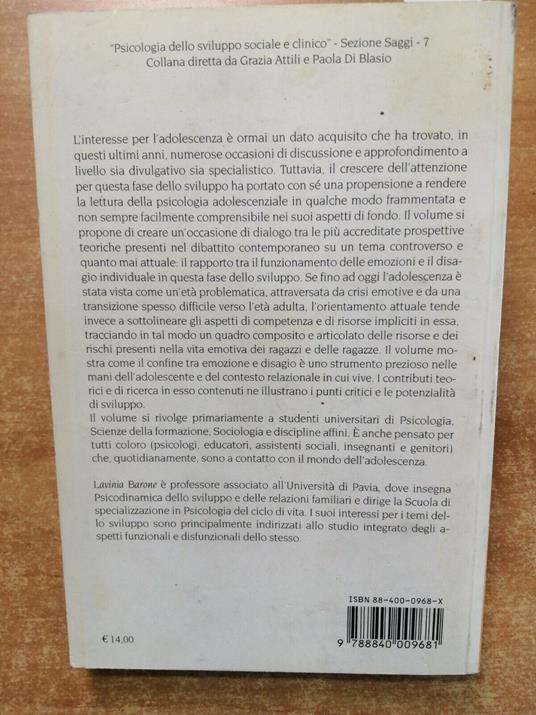 "Psicologia dello sviluppo sociale e clinico" - Sezione Saggi - 7
Collana diretta da Grazia Attili e Paola Di Blasio
L'interesse per l'adolescenza è ormai un dato acquisito che ha trovato, in
questi ultimi anni, numerose occasioni di discussione e approfondimento a
livello sia divulgativo sia specialistico. Tuttavia, il crescere dell'attenzione
per questa fase dello sviluppo ha portato con sé una propensione a rendere
la lettura della psicologia adolescenziale in qualche modo frammentata e
non sempre facilmente comprensibile nei suoi aspetti di fondo. Il volume si
propone di creare un'occasione di dialogo tra le più accreditate prospettive
teoriche presenti nel dibattito contemporaneo su un tema controverso e
quanto mai attuale: il rapporto tra il funzionamento delle emozioni e il disa-
gio individuale in questa fase dello sviluppo. Se fino ad oggi l'adolescenza è
stata vista come un'età problematica, attraversata da crisi emotive e da una
transizione spesso difficile verso l'età adulta, l'orientamento attuale tende
invece a sottolineare gli aspetti di competenza e di risorse impliciti in essa,
tracciando in tal modo un quadro composito e articolato delle risorse e dei
rischi presenti nella vita emotiva dei ragazzi e delle ragazze. Il volume mo-
stra come il confine tra emozione e disagio è uno strumento prezioso nelle
mani dell'adolescente e del contesto relazionale in cui vive. I contributi teo-
rici e di ricerca in esso contenuti ne illustrano i punti critici e le potenzialità
di sviluppo.
Il volume si rivolge primariamente a studenti universitari di Psicologia,
Scienze della formazione, Sociologia e discipline affini. È anche pensato per
tutti coloro (psicologi, educatori, assistenti sociali, insegnanti e genitori)
che, quotidianamente, sono a contatto con il mondo dell'adolescenza.
Lavinia Barone è professore associato all'Università di Pavia, dove insegna
Psicodinamica dello sviluppo e delle relazioni familiari e dirige la Scuola di
specializzazione in Psicologia del ciclo di vita. I suoi interessi per i temi del-
lo sviluppo sono principalmente indirizzati allo studio integrato degli a-
spetti funzionali e disfunzionali dello stesso.
ISBN 88-400-0968-X
9 788840 009681
€ 14,00